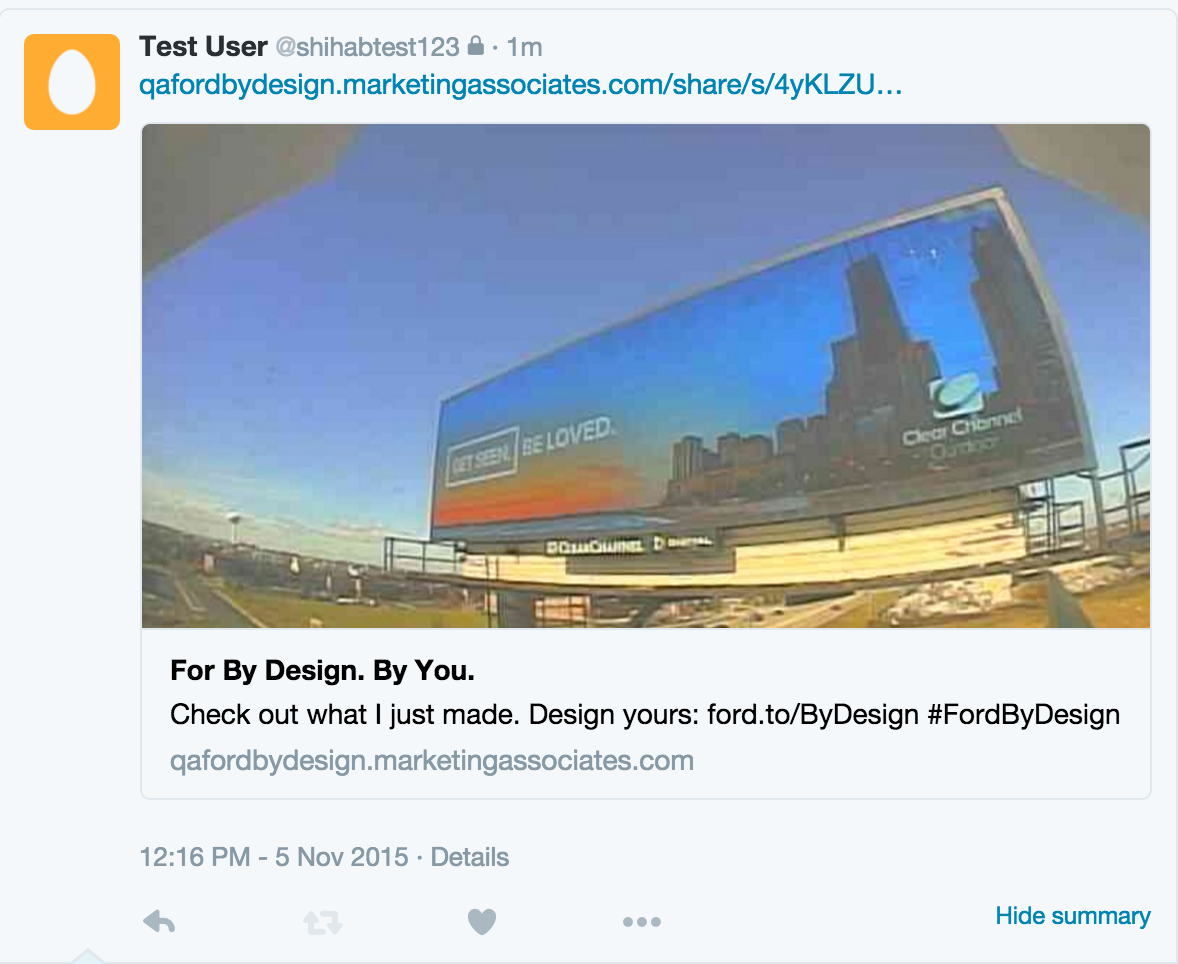 Test User @shihabtest123 · 1m
qafordbydesign.marketingassociates.com/share/s/4yKLZU…
GET SEEN. BE LOVED.
Clear Channel
Outdoor
CLEARCHANNEL DIGITAL
For By Design. By You.
Check out what I just made. Design yours: ford.to/ByDesign #FordByDesign
qafordbydesign.marketingassociates.com
12:16 PM - 5 Nov 2015 · Details
Hide summary